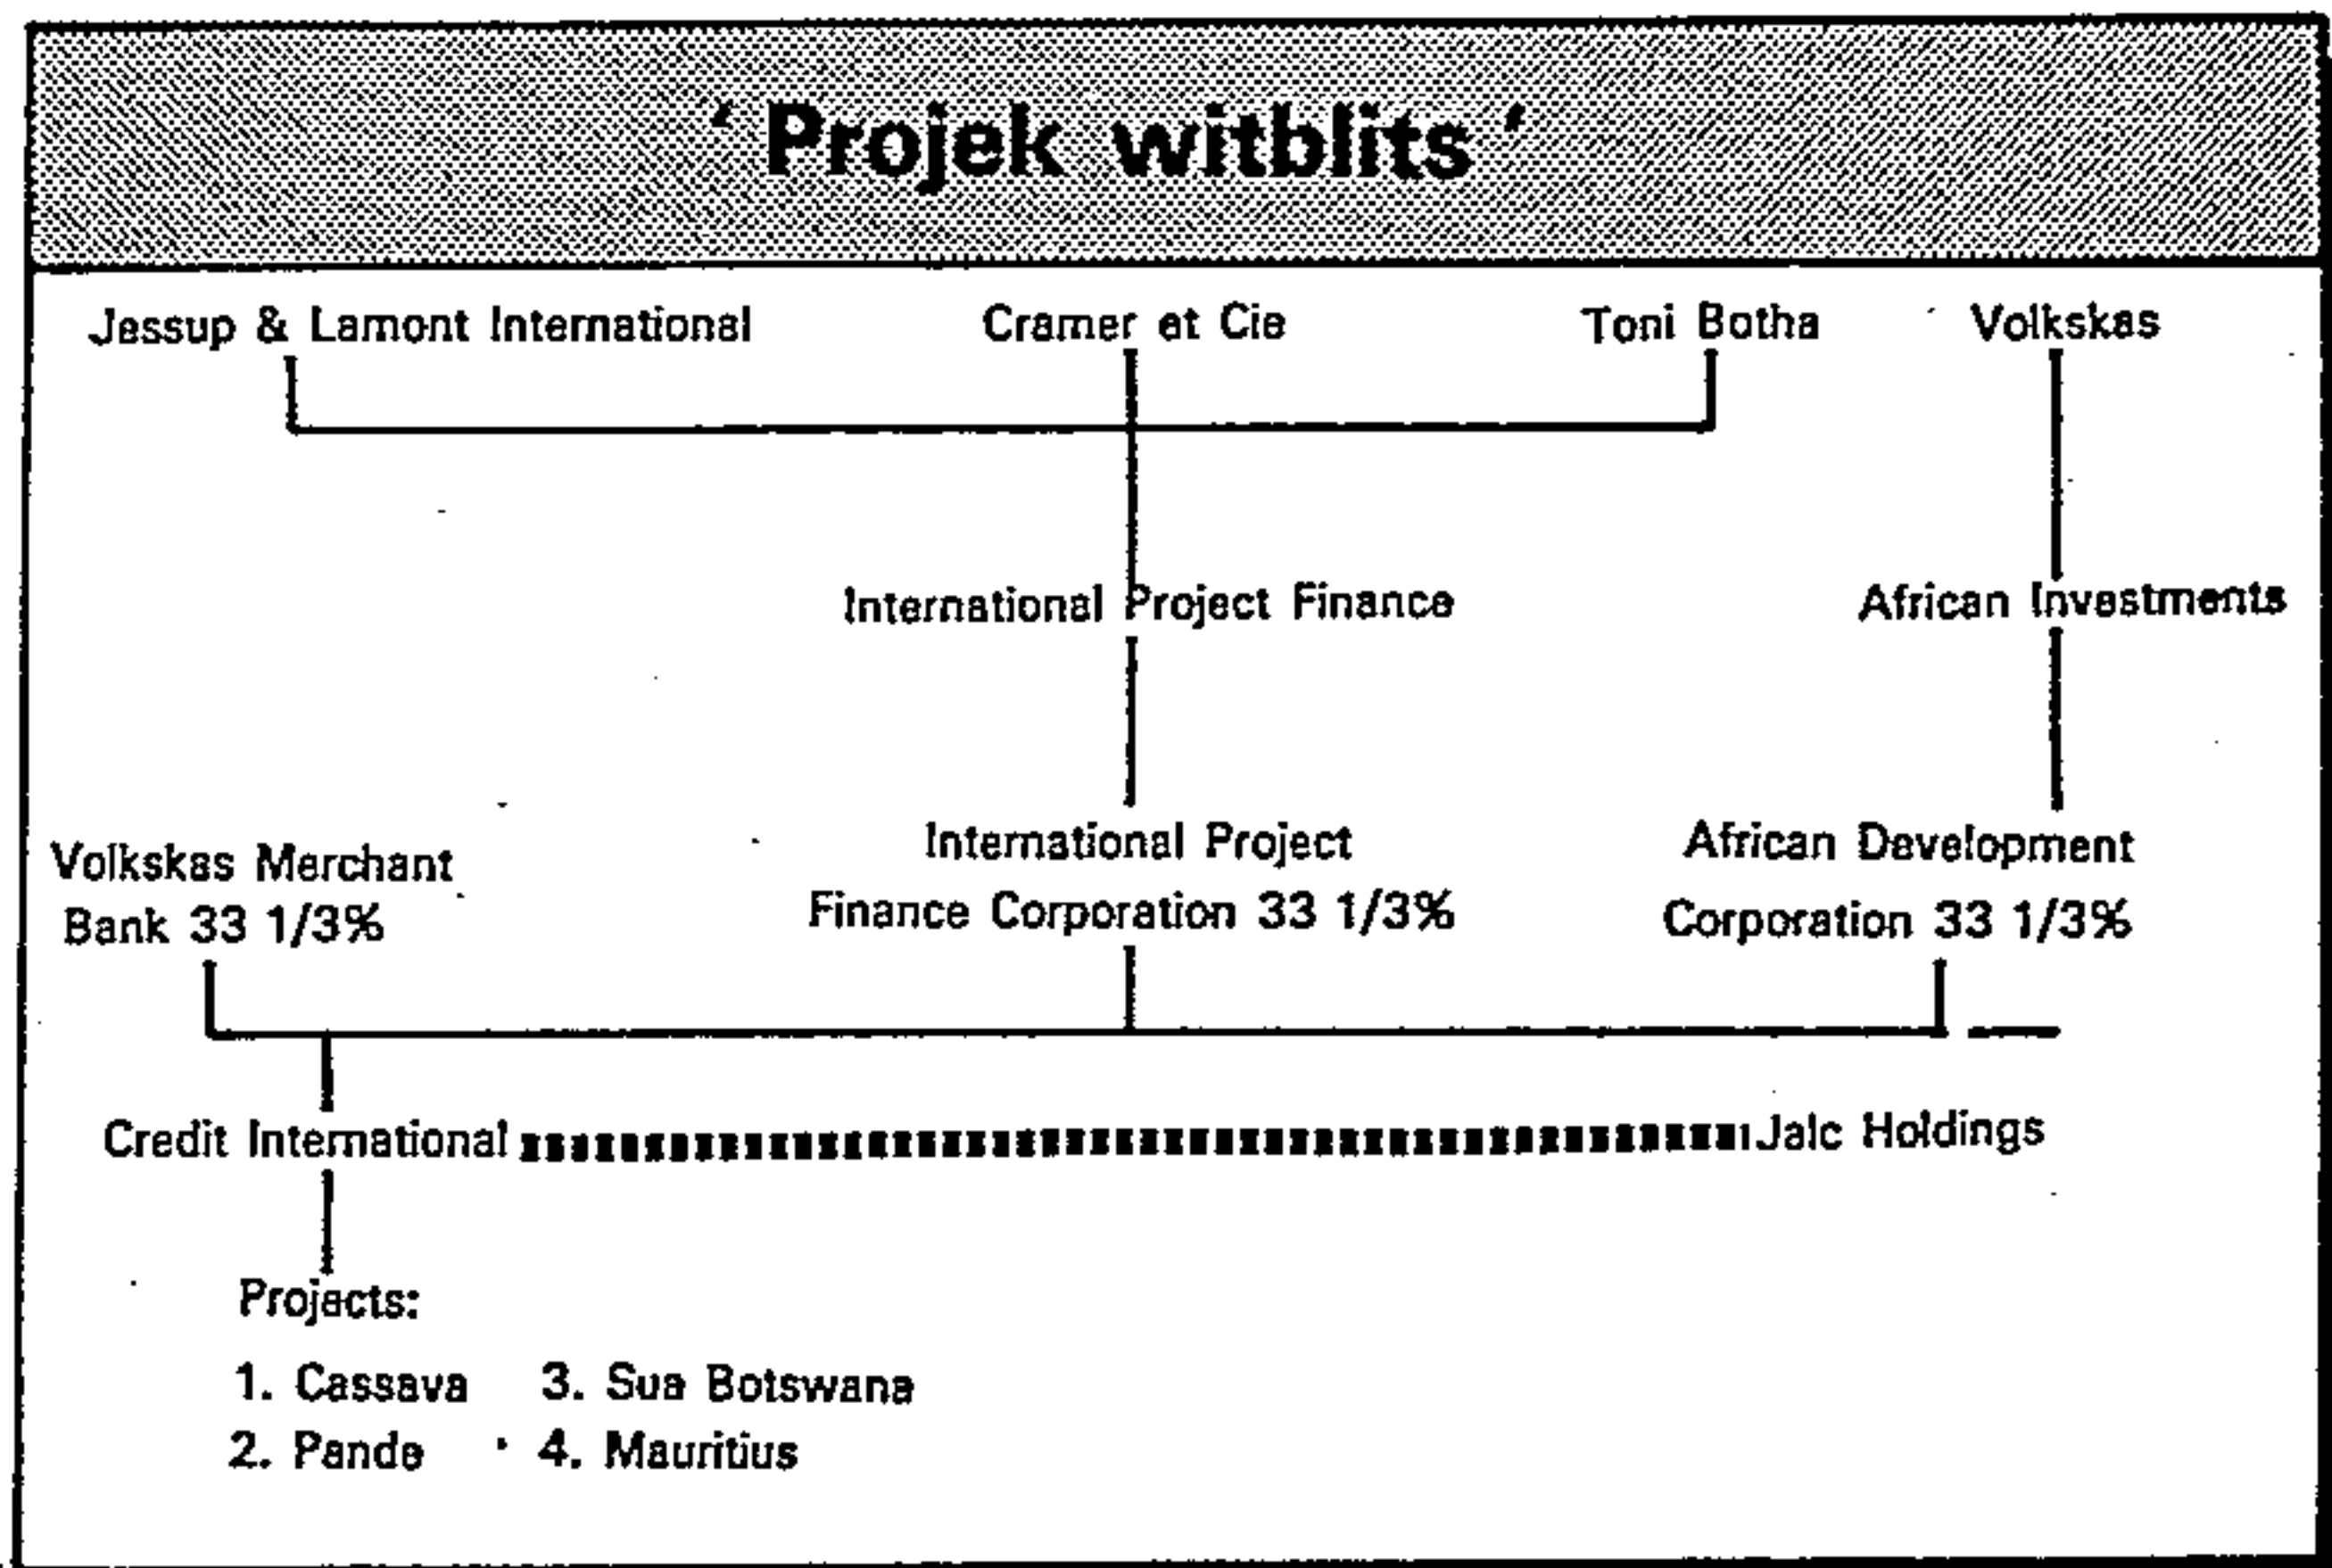 ‘Projek witblits’
Jessup & Lamont International
Cramer et Cie
Toni Botha
Volkskas
International Project Finance
African Investments
Volkskas Merchant
Bank 33 1/3%
International Project
Finance Corporation 33 1/3%
African Development
Corporation 33 1/3%
Credit International
Jalc Holdings
Projects:
1. Cassava
3. Sua Botswana
2. Pande
4. Mauritius